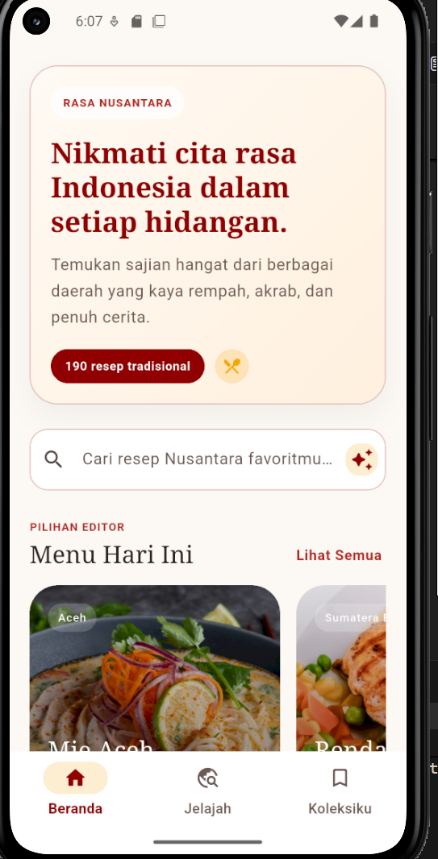 6:07
RASA NUSANTARA
Nikmati cita rasa
Indonesia dalam
setiap hidangan.
Temukan sajian hangat dari berbagai
daerah yang kaya rempah, akrab, dan
penuh cerita.
190 resep tradisional
Cari resep Nusantara favoritmu...
PILIHAN EDITOR
Menu Hari Ini
Lihat Semua
Aceh
Sumatera
Mie Aceh
Renda
Beranda
Jelajah
Koleksiku